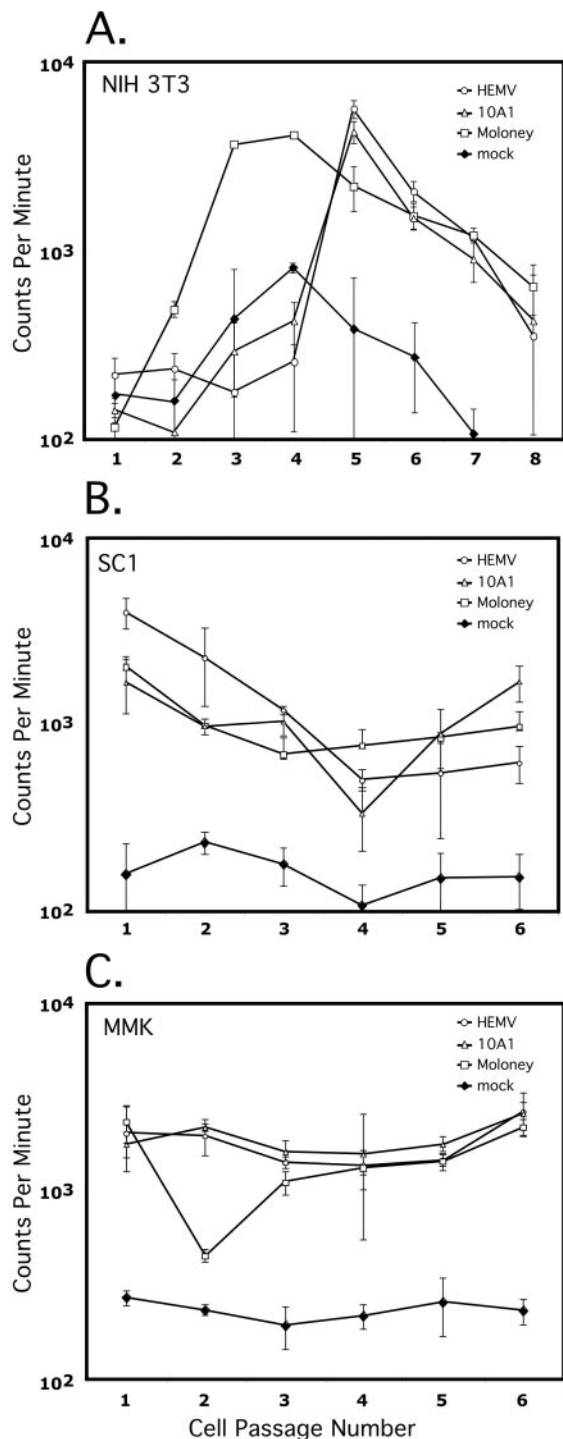 A.
10⁴
NIH 3T3
HEMV
10A1
Moloney
mock
Counts Per Minute
10³
10²
1 2 3 4 5 6 7 8
B.
10⁴
SC1
HEMV
10A1
Moloney
mock
Counts Per Minute
10³
10²
1 2 3 4 5 6
C.
10⁴
MMK
HEMV
10A1
Moloney
mock
Counts Per Minute
10³
10²
1 2 3 4 5 6
Cell Passage Number